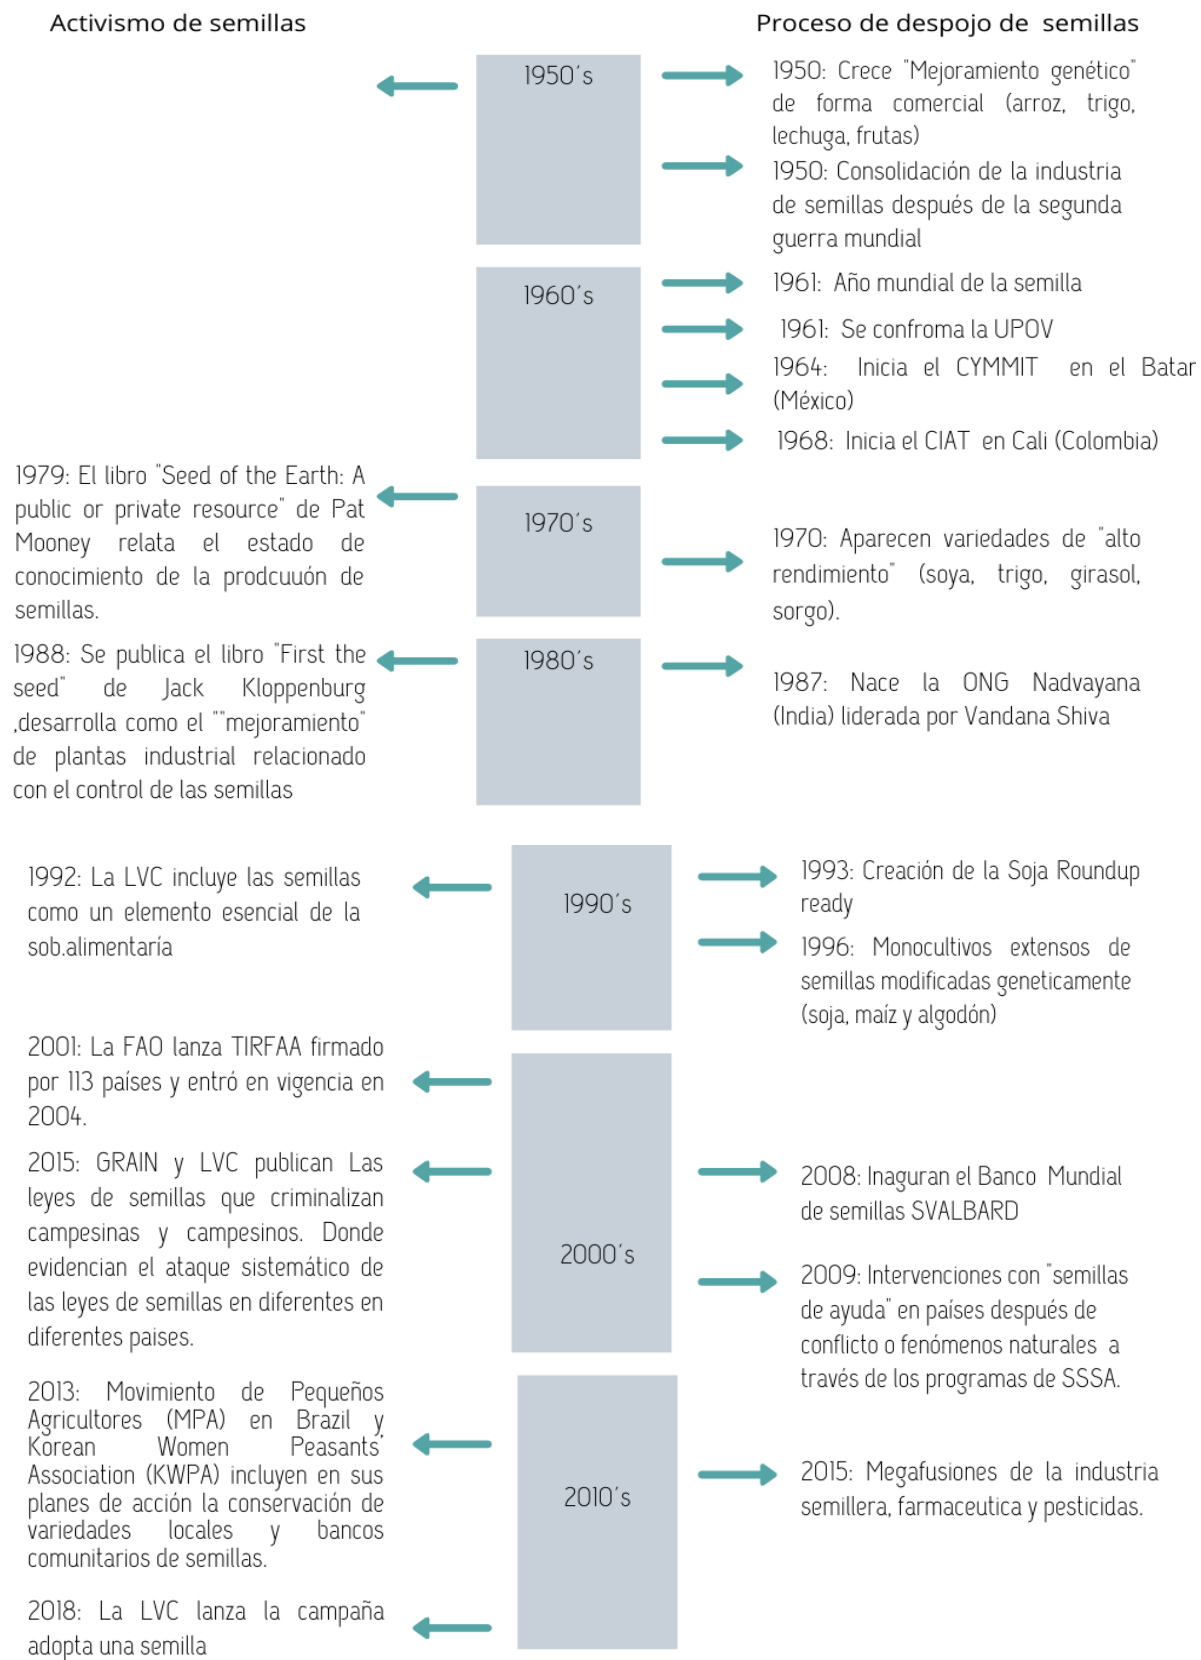 Activismo de semillas
Proceso de despojo de semillas
1950´s
1950: Crece "Mejoramiento genético"
de forma comercial (arroz, trigo,
lechuga, frutas)
1950: Consolidación de la industria
de semillas después de la segunda
guerra mundial
1960´s
1961: Año mundial de la semilla
1961: Se confroma la UPOV
1964: Inicia el CYMMIT en el Batan
(México)
1968: Inicia el CIAT en Cali (Colombia)
1979: El libro "Seed of the Earth: A
public or private resource" de Pat
Mooney relata el estado de
conocimiento de la prodcuuón de
semillas.
1970´s
1970: Aparecen variedades de "alto
rendimiento" (soya, trigo, girasol,
sorgo).
1988: Se publica el libro "First the
seed" de Jack Kloppenburg
,desarrolla como el ""mejoramiento"
de plantas industrial relacionado
con el control de las semillas
1980´s
1987: Nace la ONG Nadvayana
(India) liderada por Vandana Shiva
1992: La LVC incluye las semillas
como un elemento esencial de la
sob.alimentaría
1990´s
1993: Creación de la Soja Roundup
ready
1996: Monocultivos extensos de
semillas modificadas geneticamente
(soja, maíz y algodón)
2001: La FAO lanza TIRFAA firmado
por 113 países y entró en vigencia en
2004.
2015: GRAIN y LVC publican Las
leyes de semillas que criminalizan
campesinas y campesinos. Donde
evidencian el ataque sistemático de
las leyes de semillas en diferentes en
diferentes paises.
2000´s
2008: Inaguran el Banco Mundial
de semillas SVALBARD
2009: Intervenciones con "semillas
de ayuda" en países después de
conflicto o fenómenos naturales a
través de los programas de SSSA.
2013: Movimiento de Pequeños
Agricultores (MPA) en Brazil y
Korean Women Peasants'
Association (KWPA) incluyen en sus
planes de acción la conservación de
variedades locales y bancos
comunitarios de semillas.
2010´s
2015: Megafusiones de la industria
semillera, farmaceutica y pesticidas.
2018: La LVC lanza la campaña
adopta una semilla